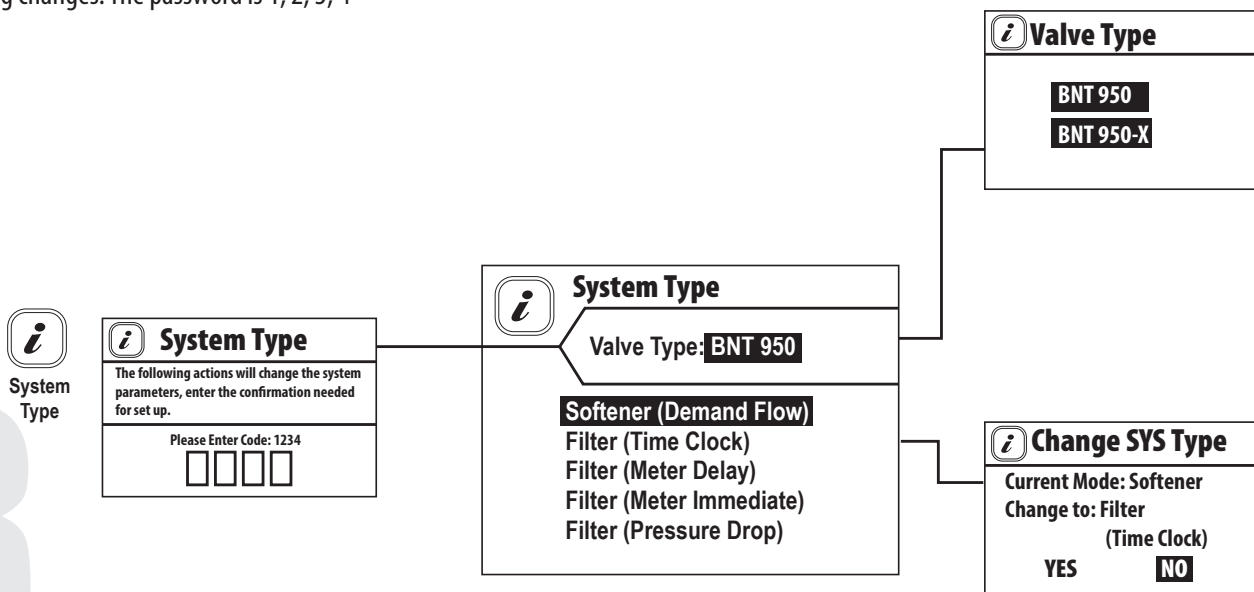 changes. The password is 1, 2, 3, 4
System
Type
i System Type
The following actions will change the system
parameters, enter the confirmation needed
for set up.
Please Enter Code: 1234
i System Type
Valve Type: BNT 950
Softener (Demand Flow)
Filter (Time Clock)
Filter (Meter Delay)
Filter (Meter Immediate)
Filter (Pressure Drop)
i Valve Type
BNT 950
BNT 950-X
i Change SYS Type
Current Mode: Softener
Change to: Filter
(Time Clock)
YES NO